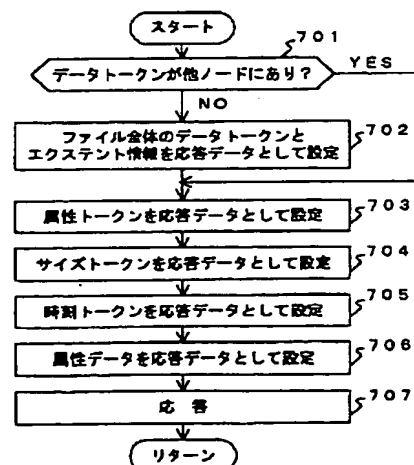 スタート
701
データトークンが他ノードにあり?
YES
NO
ファイル全体のデータトークンと
エクステント情報を応答データとして設定
702
703
属性トークンを応答データとして設定
704
サイズトークンを応答データとして設定
705
時刻トークンを応答データとして設定
706
属性データを応答データとして設定
707
応 答
リターン